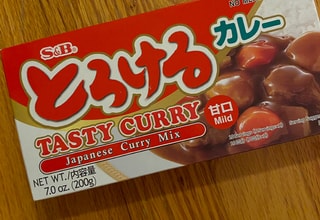 S&B
とろける
カレー
TASTY CURRY
Japanese Curry Mix
甘口
Mild
NET WT./内容量
7.0 oz. (200g)